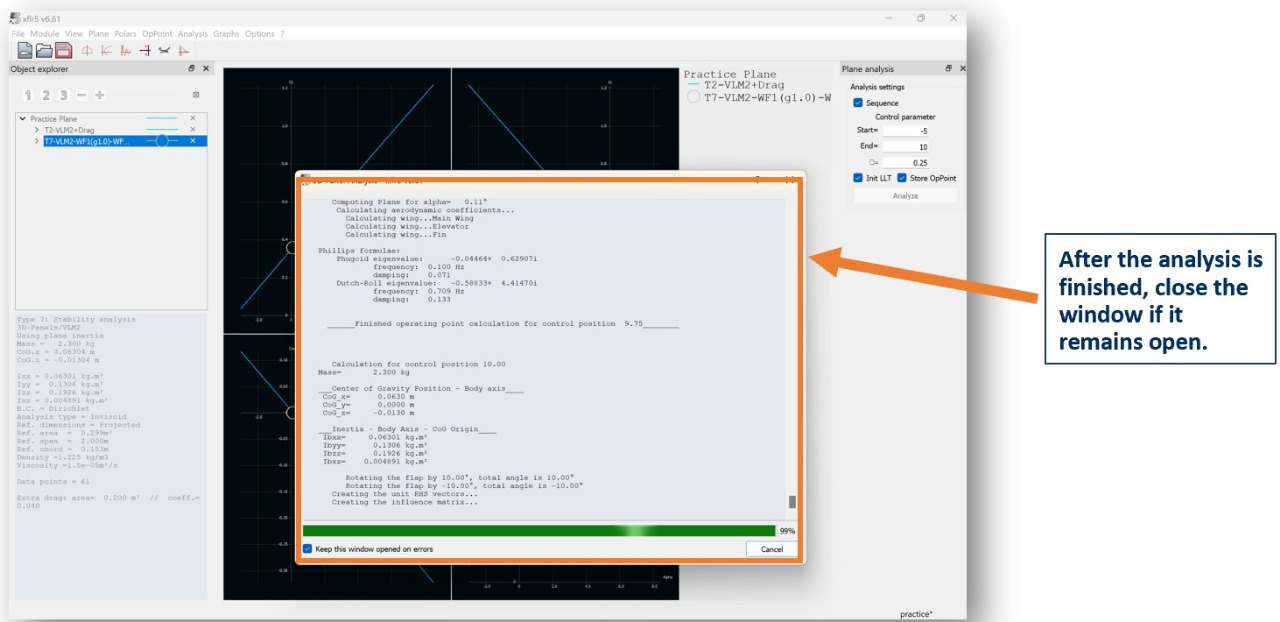 xflr5 v6.61
File Module View Plane Polars OpPoint Analysis Graphs Options ?
Object explorer
1 2 3 − +
Practice Plane
T2-VLM2+Drag
T7-VLM2-WF1(g1.0)-WF...
Type 7: Stability analysis
3D-Panels/VLM2
Using plane inertia
Mass = 2.300 kg
CoG.x = 0.06304 m
CoG.z = -0.01304 m
Ixx = 0.06301 kg.m²
Iyy = 0.1306 kg.m²
Izz = 0.1926 kg.m²
Ixz = 0.004891 kg.m²
B.C. = Dirichlet
Analysis type = Inviscid
Ref. dimensions = Projected
Ref. area = 0.299m²
Ref. span = 2.000m
Ref. chord = 0.153m
Density =1.225 kg/m3
Viscosity =1.5e-05m²/s
Data points = 61
Extra drag: area= 0.200 m² // coeff.=
0.040
Practice Plane
T2-VLM2+Drag
T7-VLM2-WF1(g1.0)-W
Computing Plane for alpha= 0.11°
Calculating aerodynamic coefficients...
Calculating wing...Main Wing
Calculating wing...Elevator
Calculating wing...Fin
Phillips formulae:
Phugoid eigenvalue: -0.04464+ 0.62907i
frequency: 0.100 Hz
damping: 0.071
Dutch-Roll eigenvalue: -0.58833+ 4.41470i
frequency: 0.709 Hz
damping: 0.133
______Finished operating point calculation for control position 9.75________
Calculation for control position 10.00
Mass= 2.300 kg
___Center of Gravity Position - Body axis____
CoG_x= 0.0630 m
CoG_y= 0.0000 m
CoG_z= -0.0130 m
___Inertia - Body Axis - CoG Origin____
Ibxx= 0.06301 kg.m²
Ibyy= 0.1306 kg.m²
Ibzz= 0.1926 kg.m²
Ibxz= 0.004891 kg.m²
Rotating the flap by 10.00°, total angle is 10.00°
Rotating the flap by -10.00°, total angle is -10.00°
Creating the unit RHS vectors...
Creating the influence matrix...
99%
Keep this window opened on errors
Cancel
Plane analysis
Analysis settings
Sequence
Control parameter
Start= -5
End= 10
0.25
Init LLT Store OpPoint
Analyze
After the analysis is
finished, close the
window if it
remains open.
practice*